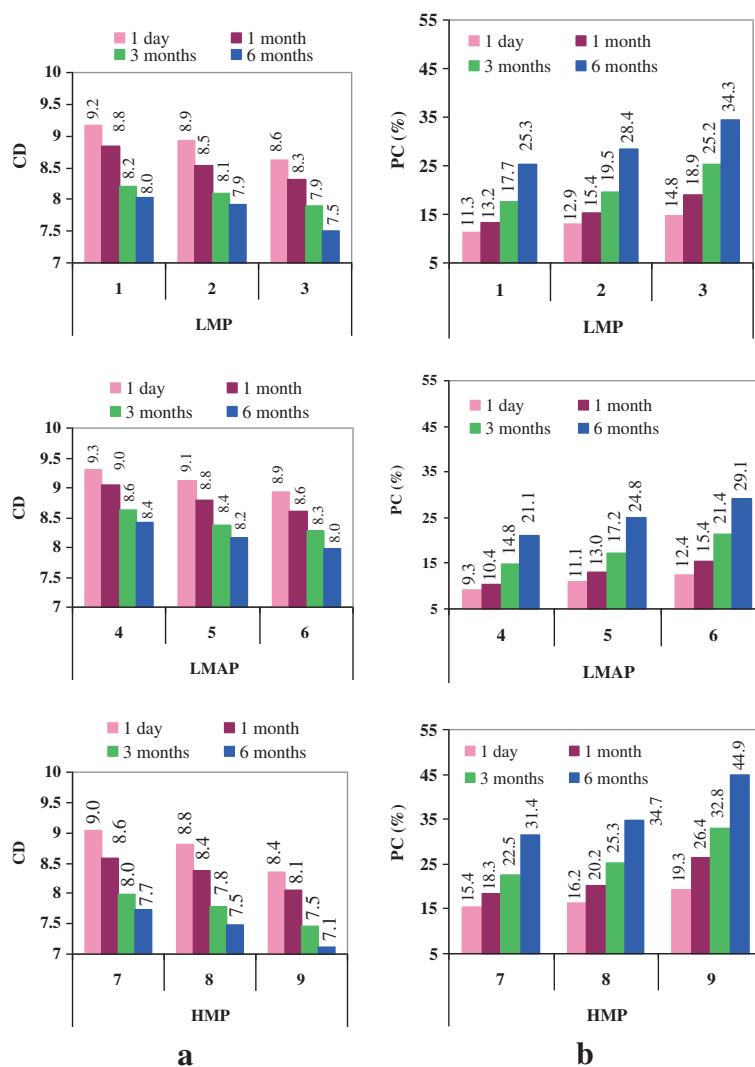 1 day 1 month
3 months 6 months
10
9.5
9
8.5
8
7.5
7
CD
9.2 8.8 8.2 8.0 8.9 8.5 8.1 7.9 8.6 8.3 7.9 7.5
1 2 3
LMP
1 day 1 month
3 months 6 months
55
45
35
25
15
5
PC (%)
11.3 13.2 17.7 25.3 12.9 15.4 19.5 28.4 14.8 18.9 25.2 34.3
1 2 3
LMP
1 day 1 month
3 months 6 months
10
9.5
9
8.5
8
7.5
7
CD
9.3 9.0 8.6 8.4 9.1 8.8 8.4 8.2 8.9 8.6 8.3 8.0
4 5 6
LMAP
1 day 1 month
3 months 6 months
55
45
35
25
15
5
PC (%)
9.3 10.4 14.8 21.1 11.1 13.0 17.2 24.8 12.4 15.4 21.4 29.1
4 5 6
LMAP
1 day 1 month
3 months 6 months
10
9.5
9
8.5
8
7.5
7
CD
9.0 8.6 8.0 7.7 8.8 8.4 7.8 7.5 8.4 8.1 7.5 7.1
7 8 9
HMP
1 day 1 month
3 months 6 months
55
45
35
25
15
5
PC (%)
15.4 18.3 22.5 31.4 16.2 20.2 25.3 34.7 19.3 26.4 32.8 44.9
7 8 9
HMP
a b